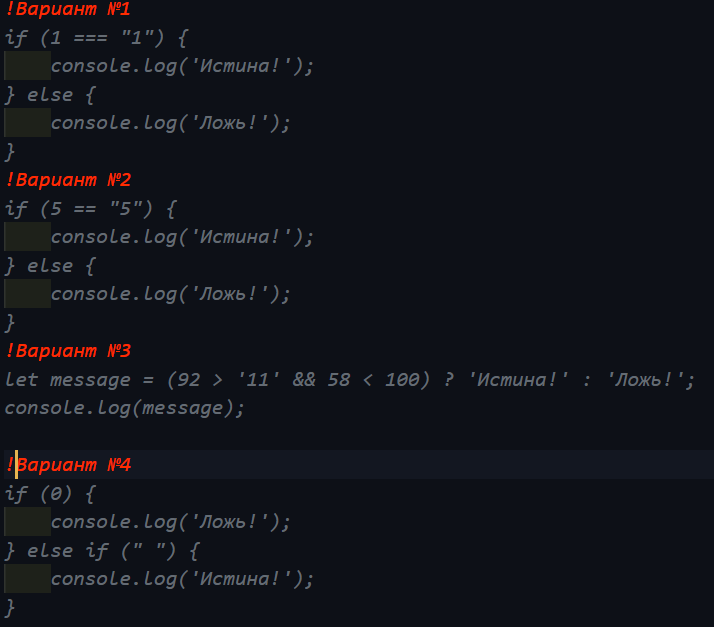 !Вариант №1
if (1 === "1") {
    console.log('Истина!');
} else {
    console.log('Ложь!');
}
!Вариант №2
if (5 == "5") {
    console.log('Истина!');
} else {
    console.log('Ложь!');
}
!Вариант №3
let message = (92 > '11' && 58 < 100) ? 'Истина!' : 'Ложь!';
console.log(message);

!Вариант №4
if (0) {
    console.log('Ложь!');
} else if (" ") {
    console.log('Истина!');
}